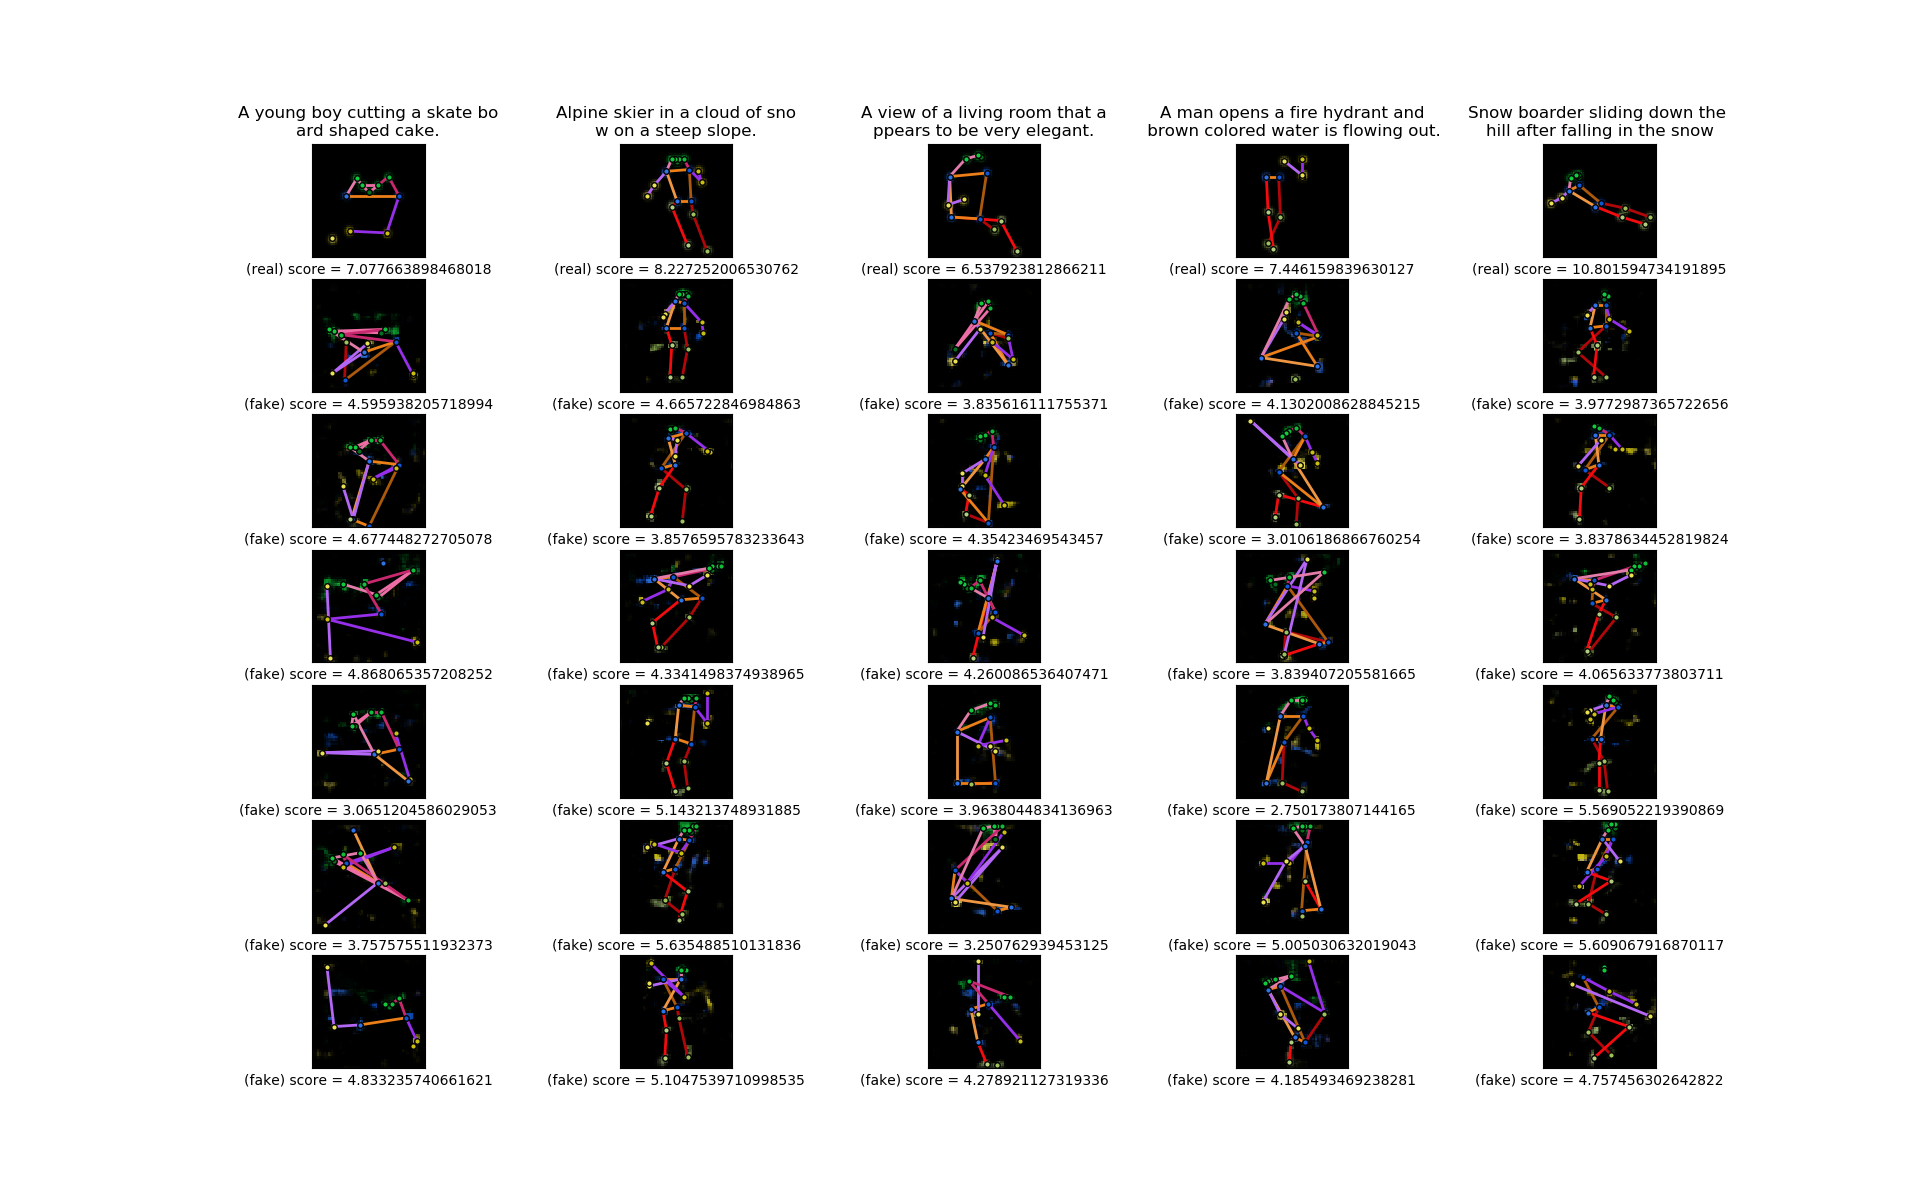 A young boy cutting a skate bo
ard shaped cake.
Alpine skier in a cloud of sno
w on a steep slope.
A view of a living room that a
ppears to be very elegant.
A man opens a fire hydrant and
brown colored water is flowing out.
Snow boarder sliding down the
hill after falling in the snow
(real) score = 7.077663898468018
(real) score = 8.227252006530762
(real) score = 6.537923812866211
(real) score = 7.446159839630127
(real) score = 10.801594734191895
(fake) score = 4.595938205718994
(fake) score = 4.665722846984863
(fake) score = 3.835616111755371
(fake) score = 4.1302008628845215
(fake) score = 3.9772987365722656
(fake) score = 4.677448272705078
(fake) score = 3.8576595783233643
(fake) score = 4.35423469543457
(fake) score = 3.0106186866760254
(fake) score = 3.8378634452819824
(fake) score = 4.868065357208252
(fake) score = 4.3341498374938965
(fake) score = 4.260086536407471
(fake) score = 3.839407205581665
(fake) score = 4.065633773803711
(fake) score = 3.0651204586029053
(fake) score = 5.143213748931885
(fake) score = 3.9638044834136963
(fake) score = 2.750173807144165
(fake) score = 5.569052219390869
(fake) score = 3.757575511932373
(fake) score = 5.635488510131836
(fake) score = 3.250762939453125
(fake) score = 5.005030632019043
(fake) score = 5.609067916870117
(fake) score = 4.833235740661621
(fake) score = 5.1047539710998535
(fake) score = 4.278921127319336
(fake) score = 4.185493469238281
(fake) score = 4.757456302642822